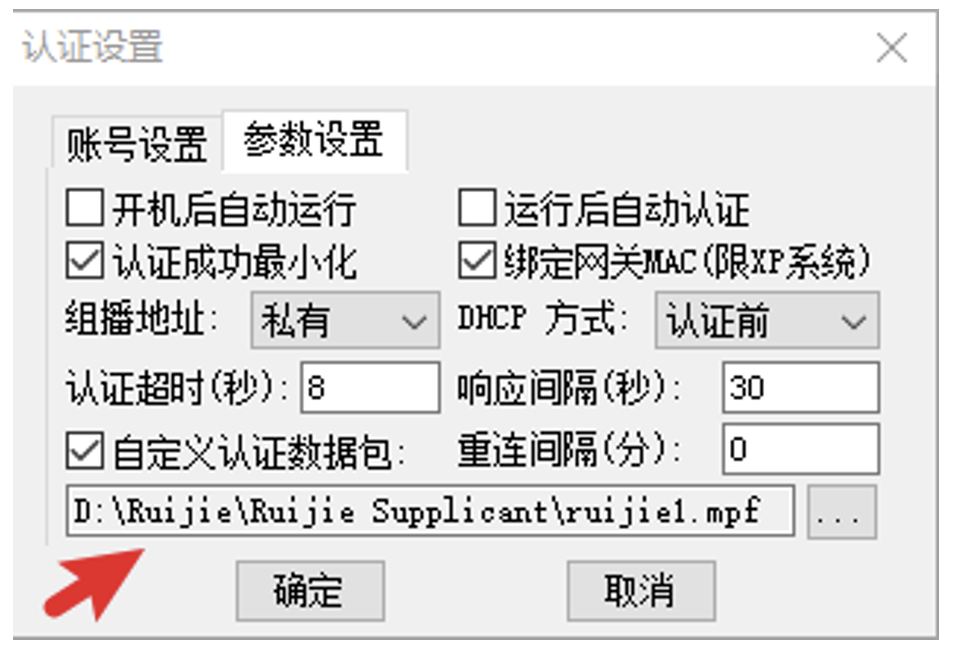 认证设置
账号设置 参数设置
开机后自动运行 运行后自动认证
认证成功最小化 绑定网关MAC(限XP系统)
组播地址: 私有 DHCP 方式: 认证前
认证超时(秒): 8 响应间隔(秒): 30
自定义认证数据包: 重连间隔(分): 0
D:\Ruijie\Ruijie Supplicant\ruijie1.mpf ...
确定 取消